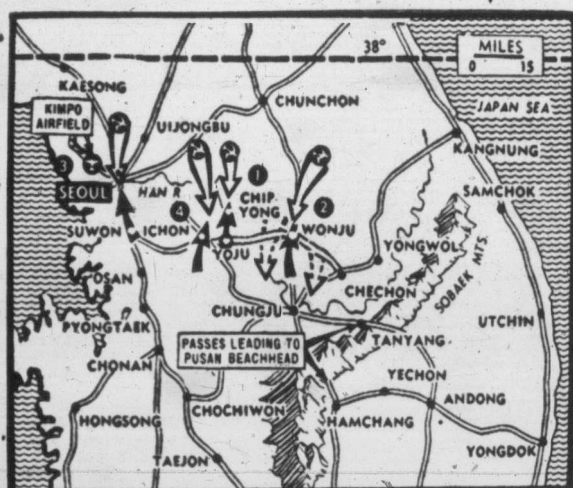 38°
MILES
0 15
KAESONG
JAPAN SEA
KIMPO
AIRFIELD
CHUNCHON
UIJONGBU
KANGNUNG
3
1
SEOUL
HAN R.
CHIP
YONG
2
SAMCHOK
4
SUWON
ICHON
WONJU
YOJU
YONGWOL
SOBAEK MTS.
OSAN
CHECHON
CHUNGJU
PYONGTAEK
UTCHIN
PASSES LEADING TO
PUSAN BEACHHEAD
TANYANG
CHONAN
YECHON
ANDONG
HONGSONG
CHOCHIWON
HAMCHANG
TAEJON
YONGDOK